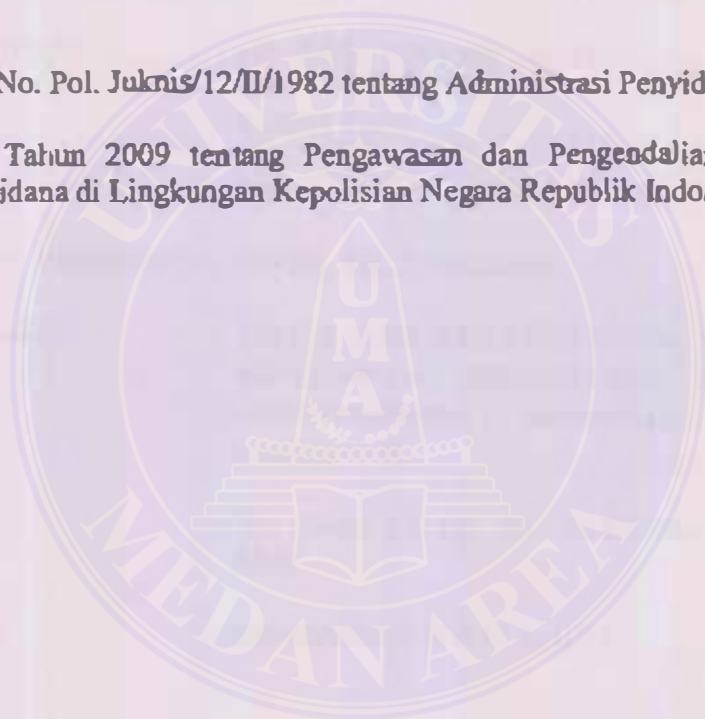 No. Pol. Juknis/12/II/1982 tentang Administrasi Penyid
Tahun 2009 tentang Pengawasan dan Pengendalia
idana di Lingkungan Kepolisian Negara Republik Indo
UNIVERSITAS
U
M
A
MEDAN AREA